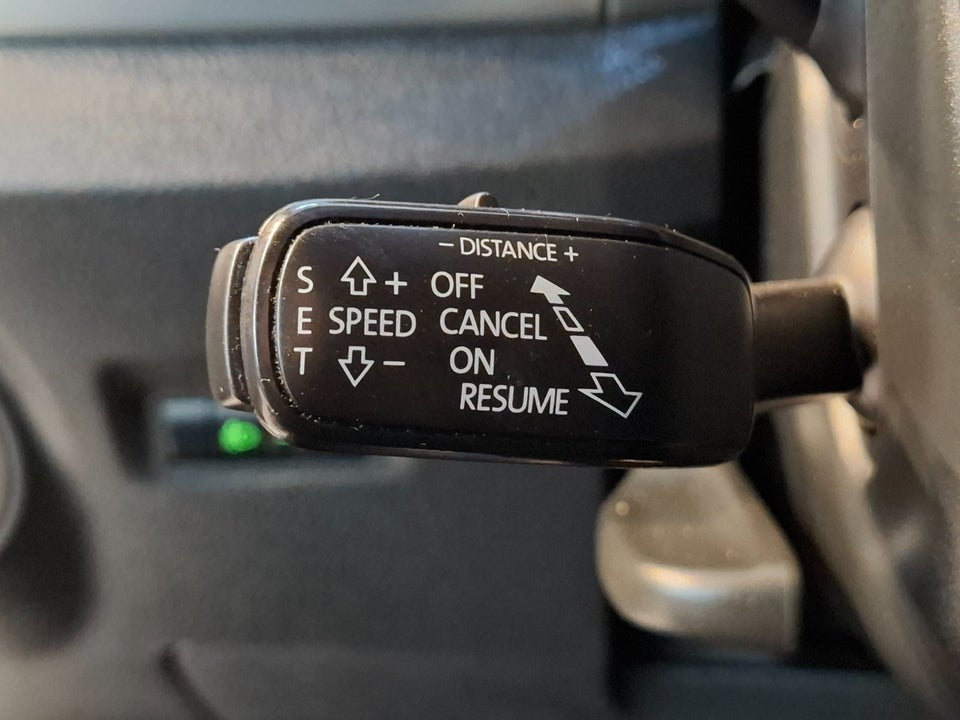 − DISTANCE +
S + OFF
E SPEED CANCEL
T − ON
RESUME